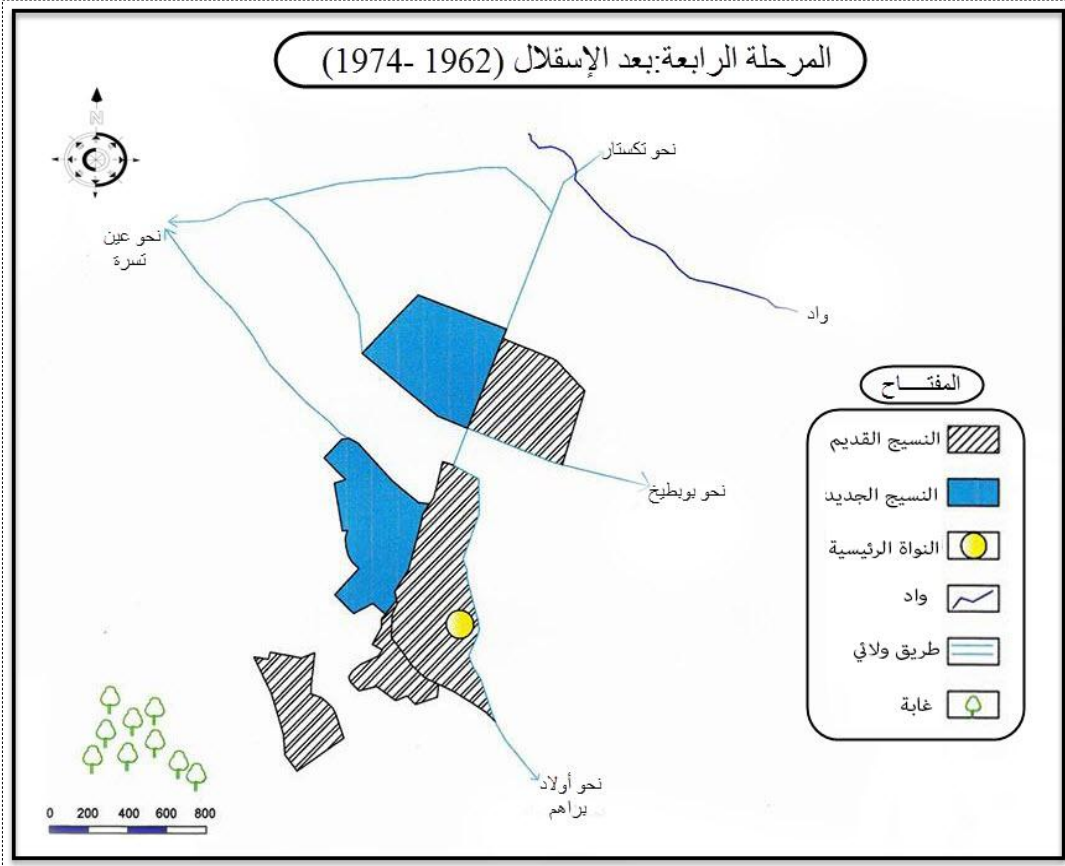 المرحلة الرابعة:بعد الإسقلال (1962 -1974)
N
نحو تكستار
نحو عين
تسرة
واد
نحو بوبطيخ
المفتـــاح
النسيج القديم
النسيج الجديد
النواة الرئيسية
واد
طريق ولائي
غابة
نحو أولاد
براهم
0 200 400 600 800